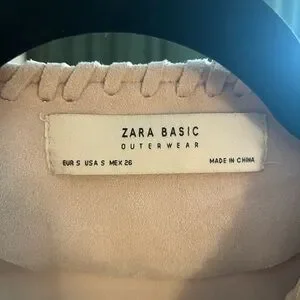 ZARA BASIC
OUTERWEAR
EUR S USA S MEX 26 MADE IN CHINA